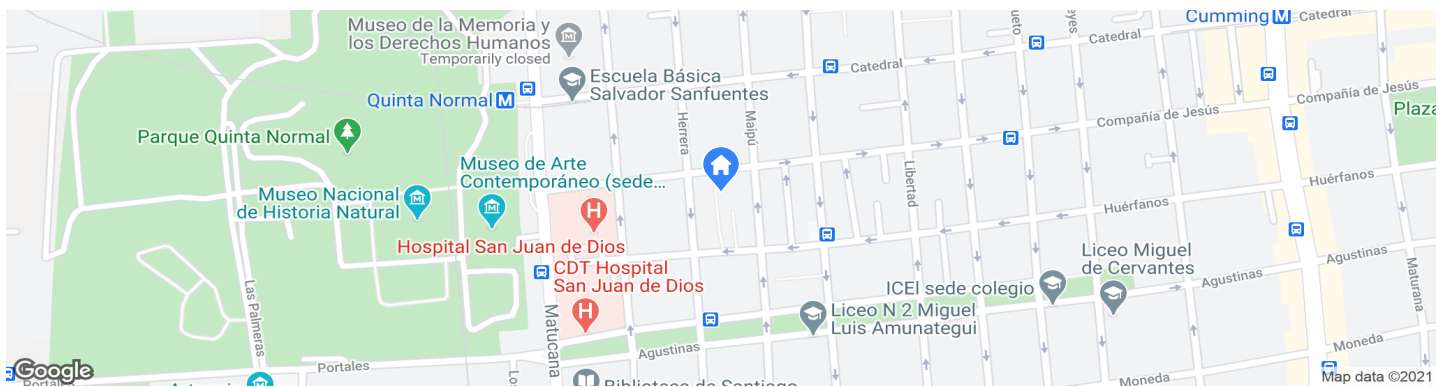 Cumming
Catedral
Museo de la Memoria y
los Derechos Humanos
Temporarily closed
Catedral
Catedral
Escuela Básica
Salvador Sanfuentes
Quinta Normal
Compañía de Jesús
Plaza
Compañía de Jesús
Herrera
Maipú
Parque Quinta Normal
Museo de Arte
Contemporáneo (sede...
Libertad
Huérfanos
Museo Nacional
de Historia Natural
Huérfanos
Hospital San Juan de Dios
CDT Hospital
San Juan de Dios
Liceo Miguel
de Cervantes
Agustinas
Agustinas
ICEI sede colegio
Maturana
Las Palmeras
Matucana
Liceo N 2 Miguel
Luis Amunategui
Agustinas
Moneda
Moneda
Portales
Portales
Google
Biblioteca de Santiago
Map data ©2021